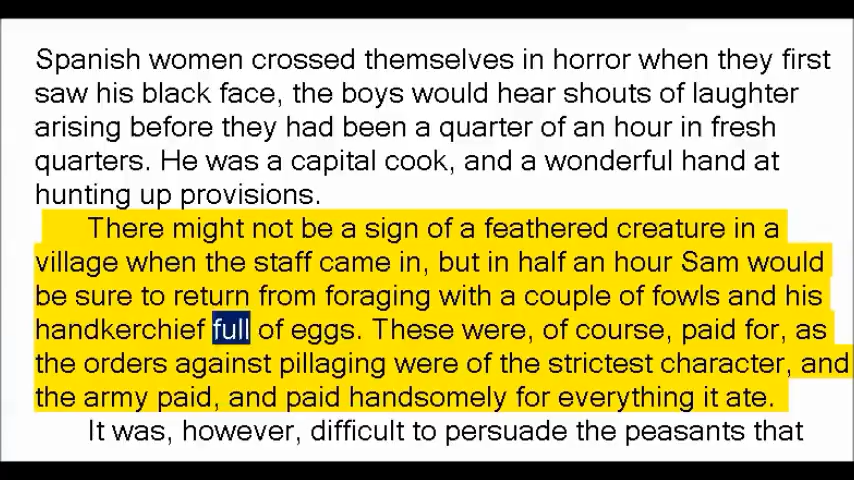 Spanish women crossed themselves in horror when they first
saw his black face, the boys would hear shouts of laughter
arising before they had been a quarter of an hour in fresh
quarters. He was a capital cook, and a wonderful hand at
hunting up provisions.
There might not be a sign of a feathered creature in a
village when the staff came in, but in half an hour Sam would
be sure to return from foraging with a couple of fowls and his
handkerchief full of eggs. These were, of course, paid for, as
the orders against pillaging were of the strictest character, and
the army paid, and paid handsomely for everything it ate.
It was, however, difficult to persuade the peasants that